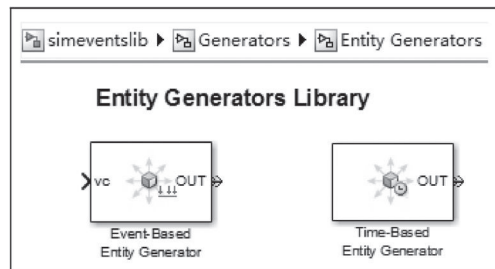 simeventslib ▶ Generators ▶ Entity Generators
Entity Generators Library
vc OUT
Event-Based
Entity Generator
OUT
Time-Based
Entity Generator